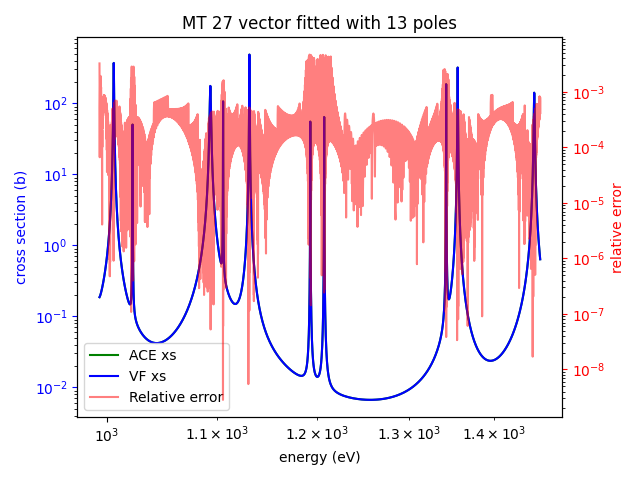 MT 27 vector fitted with 13 poles
10²
10¹
10⁰
10⁻¹
10⁻²
cross section (b)
10⁻³
10⁻⁴
10⁻⁵
10⁻⁶
10⁻⁷
10⁻⁸
relative error
ACE xs
VF xs
Relative error
10³
1.1 × 10³
1.2 × 10³
1.3 × 10³
1.4 × 10³
energy (eV)